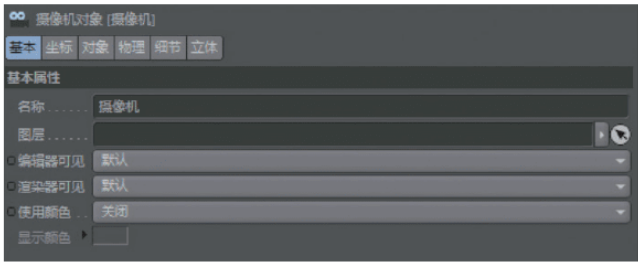 摄像机对象 [摄像机]
基本 坐标 对象 物理 细节 立体
基本属性
名称...... 摄像机
图层......
编辑器可见 默认
渲染器可见 默认
使用颜色 .. 关闭
显示颜色